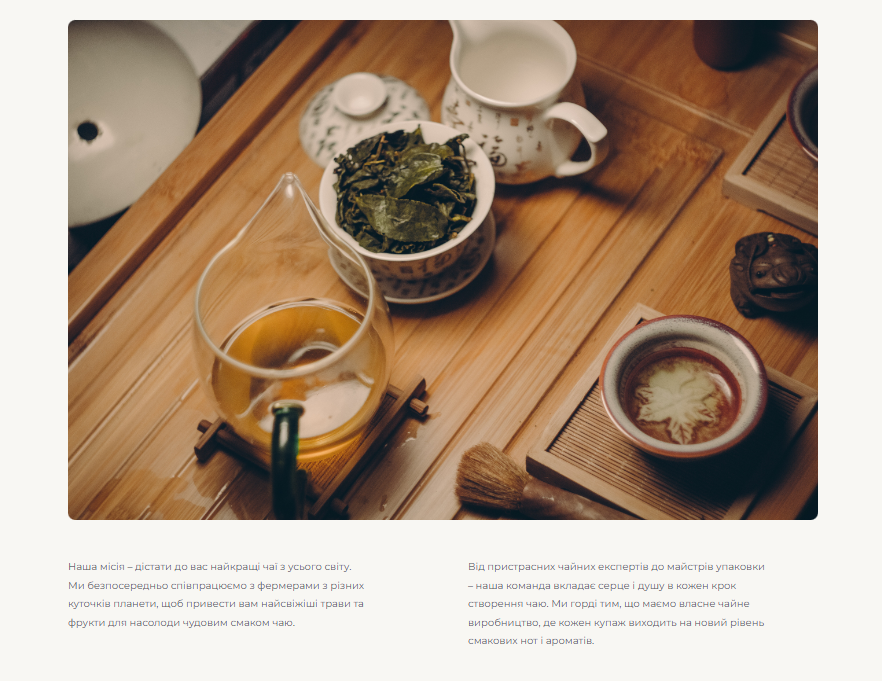 Наша місія – дістати до вас найкращі чаї з усього світу.
Ми безпосередньо співпрацюємо з фермерами з різних
куточків планети, щоб привести вам найсвіжіші трави та
фрукти для насолоди чудовим смаком чаю.
Від пристрасних чайних експертів до майстрів упаковки
– наша команда вкладає серце і душу в кожен крок
створення чаю. Ми горді тим, що маємо власне чайне
виробництво, де кожен купаж виходить на новий рівень
смакових нот і ароматів.